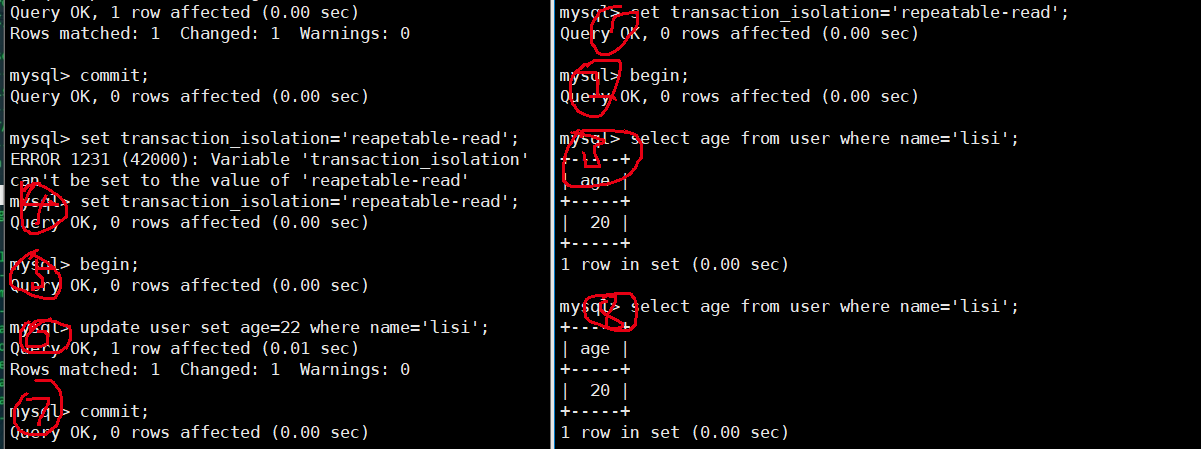 Query OK, 1 row affected (0.00 sec)
Rows matched: 1  Changed: 1  Warnings: 0
mysql> commit;
Query OK, 0 rows affected (0.00 sec)
mysql> set transaction_isolation='reapetable-read';
ERROR 1231 (42000): Variable 'transaction_isolation'
can't be set to the value of 'reapetable-read'
mysql> set transaction_isolation='repeatable-read';
Query OK, 0 rows affected (0.00 sec)
mysql> begin;
Query OK, 0 rows affected (0.00 sec)
mysql> update user set age=22 where name='lisi';
Query OK, 1 row affected (0.01 sec)
Rows matched: 1  Changed: 1  Warnings: 0
mysql> commit;
Query OK, 0 rows affected (0.00 sec)
7
mysql> set transaction_isolation='repeatable-read';
Query OK, 0 rows affected (0.00 sec)
mysql> begin;
Query OK, 0 rows affected (0.00 sec)
mysql> select age from user where name='lisi';
+-----+
| age |
+-----+
|  20 |
+-----+
1 row in set (0.00 sec)
mysql> select age from user where name='lisi';
+-----+
| age |
+-----+
|  20 |
+-----+
1 row in set (0.00 sec)